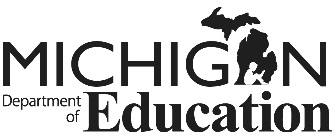 MICHIGAN
Department
of Education